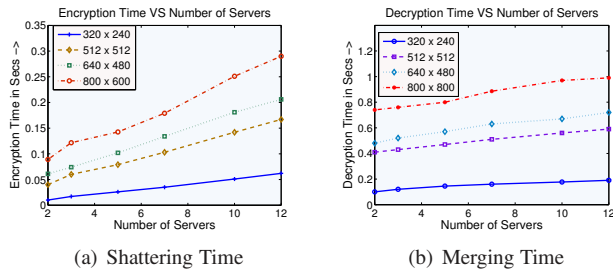 Encryption Time VS Number of Servers
0.35
0.3
0.25
0.2
0.15
0.1
0.05
0
Encryption Time in Secs -->
320 x 240
512 x 512
640 x 480
800 x 600
2 4 6 8 10 12
Number of Servers
(a) Shattering Time
Decryption Time VS Number of Servers
1.4
1.2
1
0.8
0.6
0.4
0.2
0
Decryption Time in Secs -->
320 x 240
512 x 512
640 x 480
800 x 800
2 4 6 8 10 12
Number of Servers
(b) Merging Time